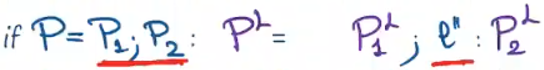 if P = P₁; P₂ : Pᴸ = P₁ᴸ ; ℓ" : P₂ᴸ